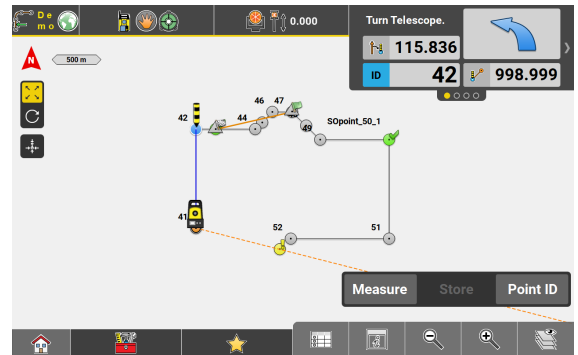 De
mo
0.000
Turn Telescope.
115.836
ID 42 998.999
N
500 m
46 47
42 44 SOpoint_50_1
49
41
52 51
Measure Store Point ID